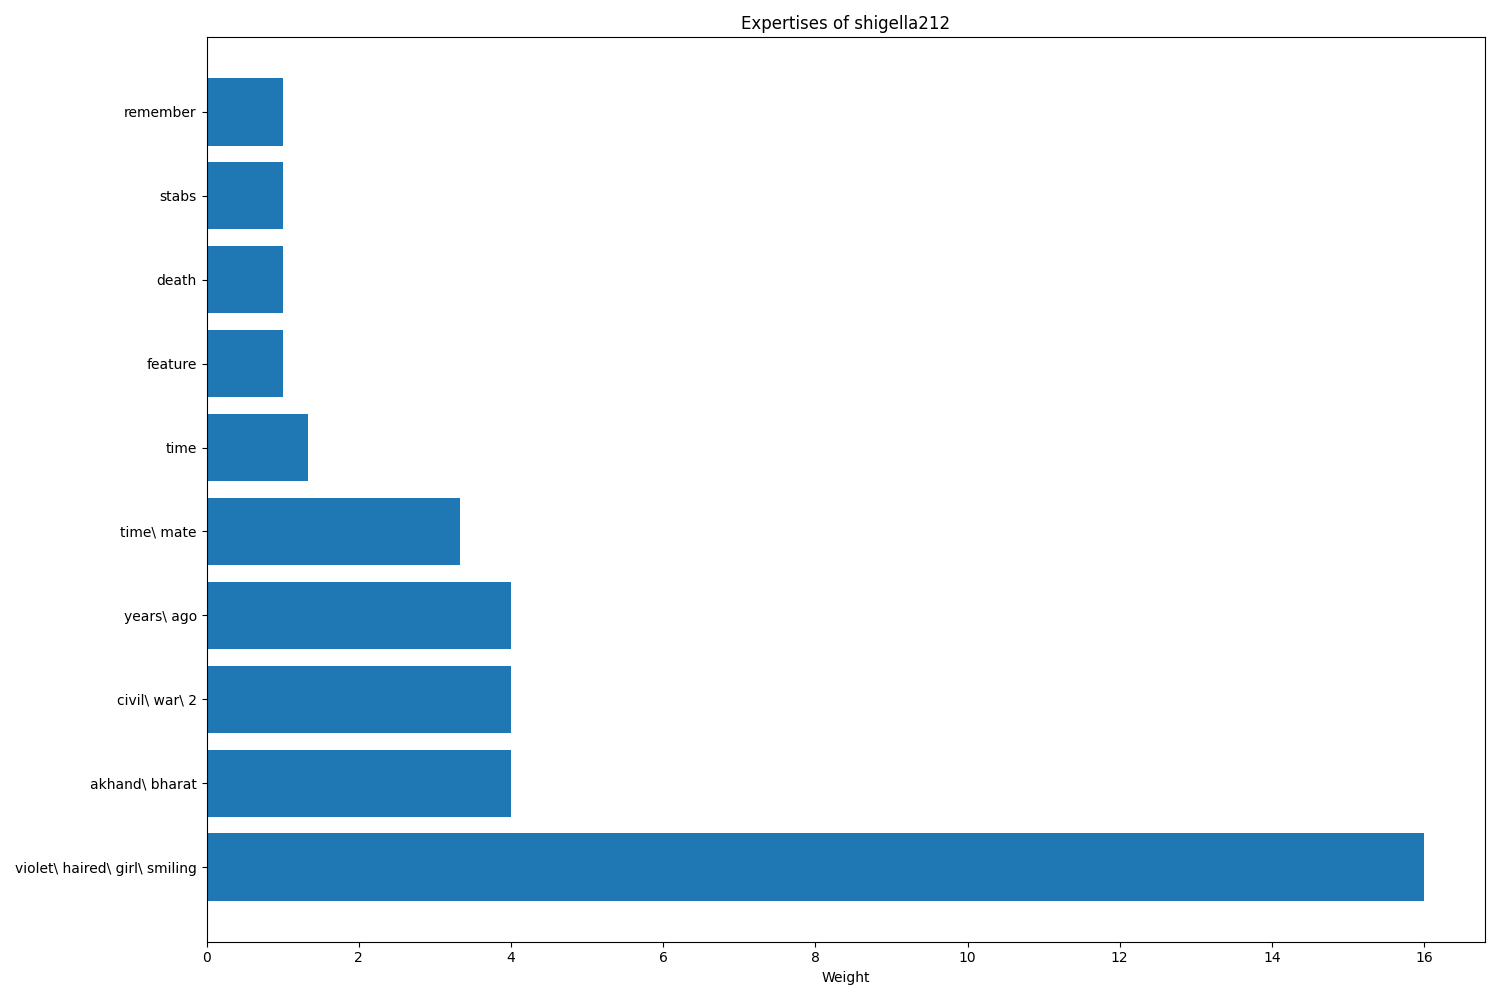 Expertises of shigella212
remember
stabs
death
feature
time
time\ mate
years\ ago
civil\ war\ 2
akhand\ bharat
violet\ haired\ girl\ smiling
0 2 4 6 8 10 12 14 16
Weight